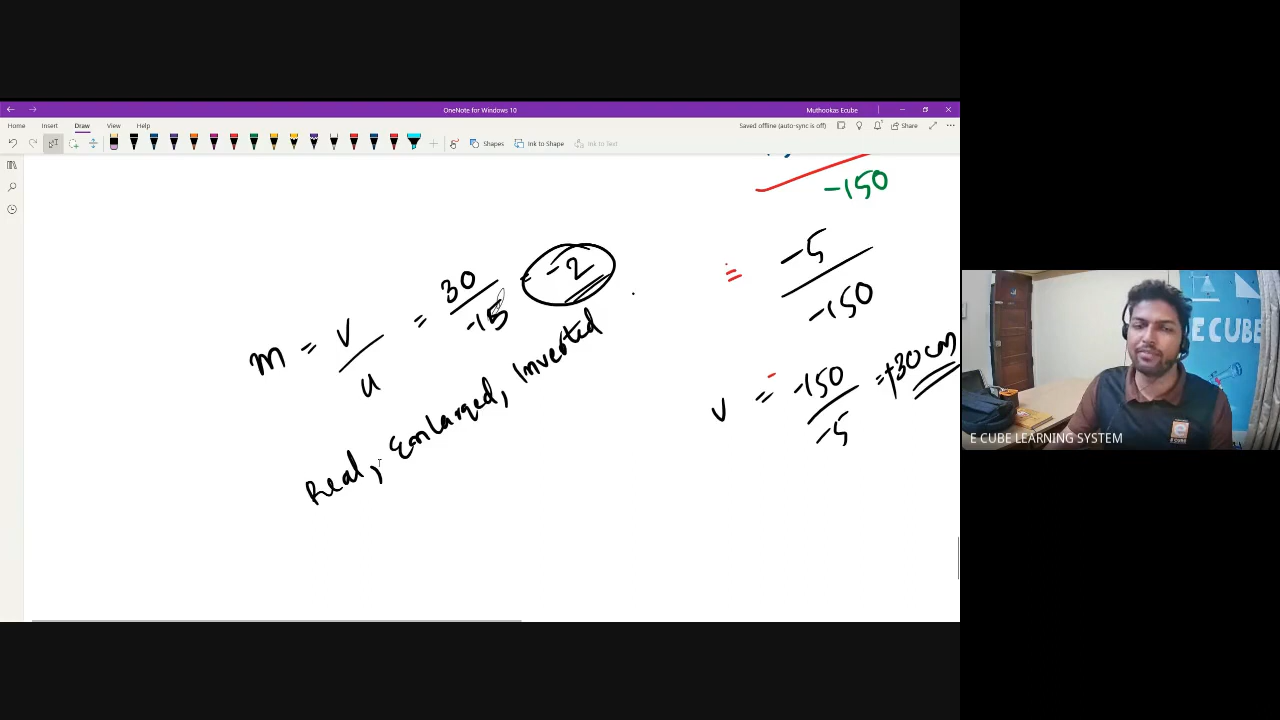 OneNote for Windows 10
Muthookas Ecube
Home Insert Draw View Help
Saved offline (auto-sync is off)
Share
Shapes
Ink to Shape
Ink to Text
-150
= -5
-150
m = v/u = 30/-15 = -2
Real, Enlarged, Inverted
v = -150/-5 = +30cm
E CUBE
E CUBE LEARNING SYSTEM